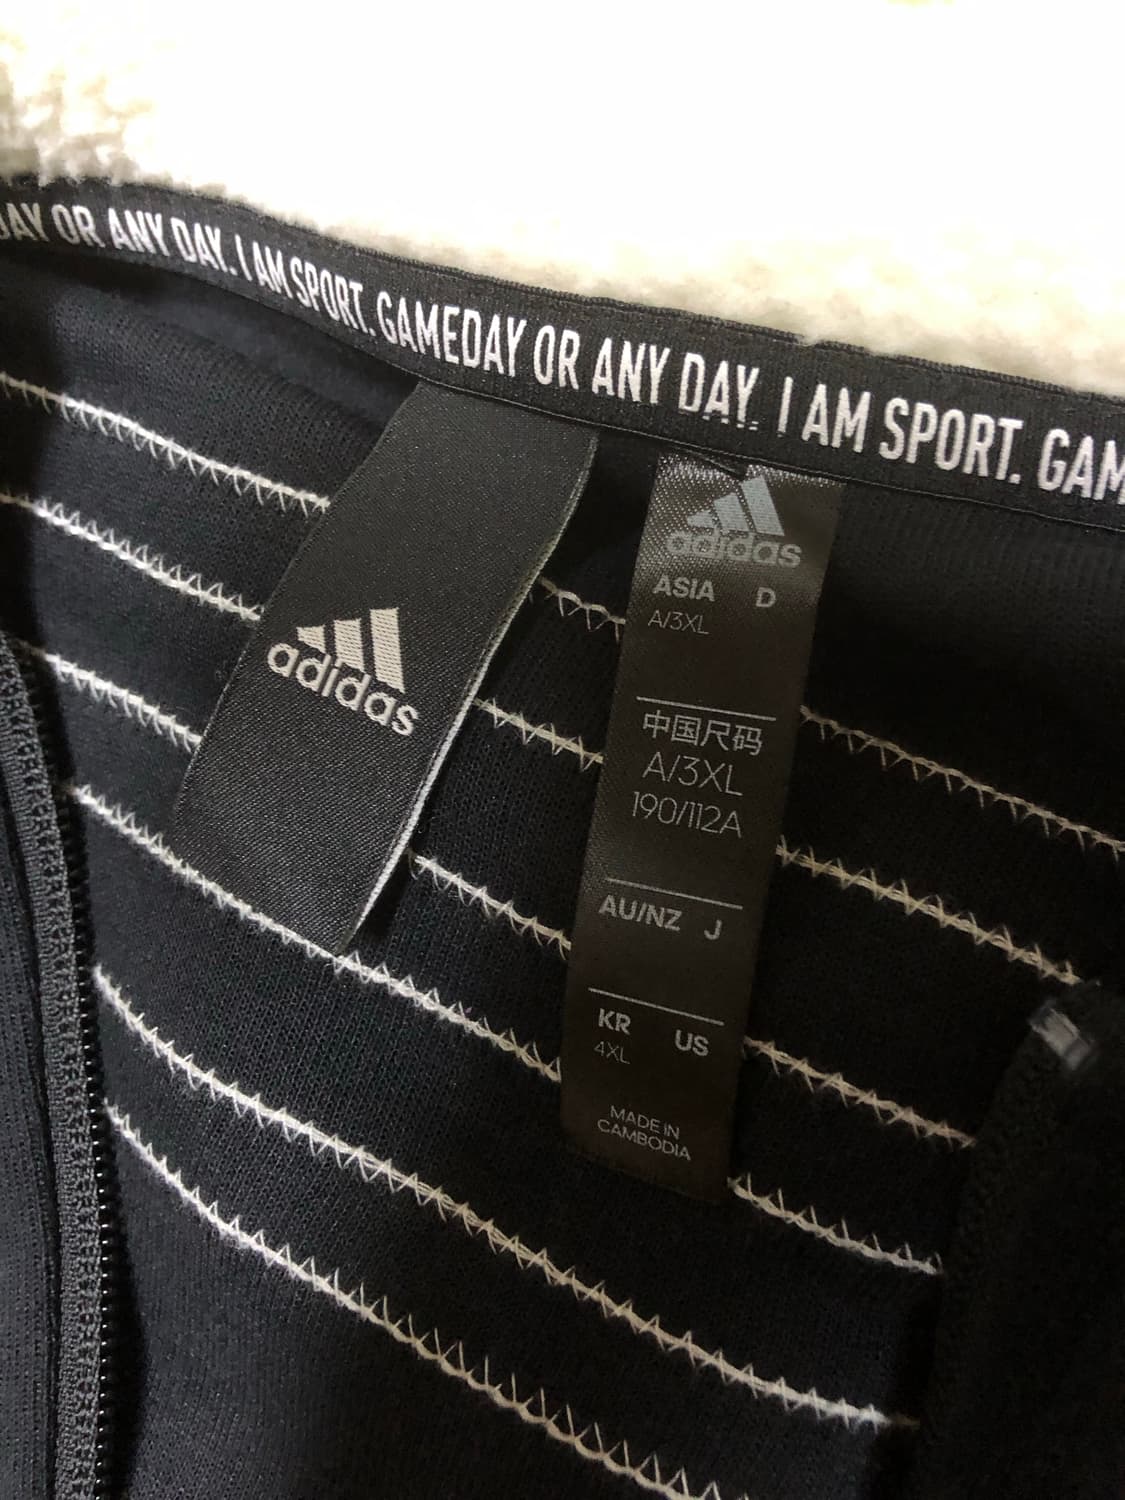 DAY OR ANY DAY. I AM SPORT. GAMEDAY OR ANY DAY. I AM SPORT. GAM
adidas
adidas
ASIA D
A/3XL
中国尺码
A/3XL
190/112A
AU/NZ J
KR US
4XL
MADE IN
CAMBODIA